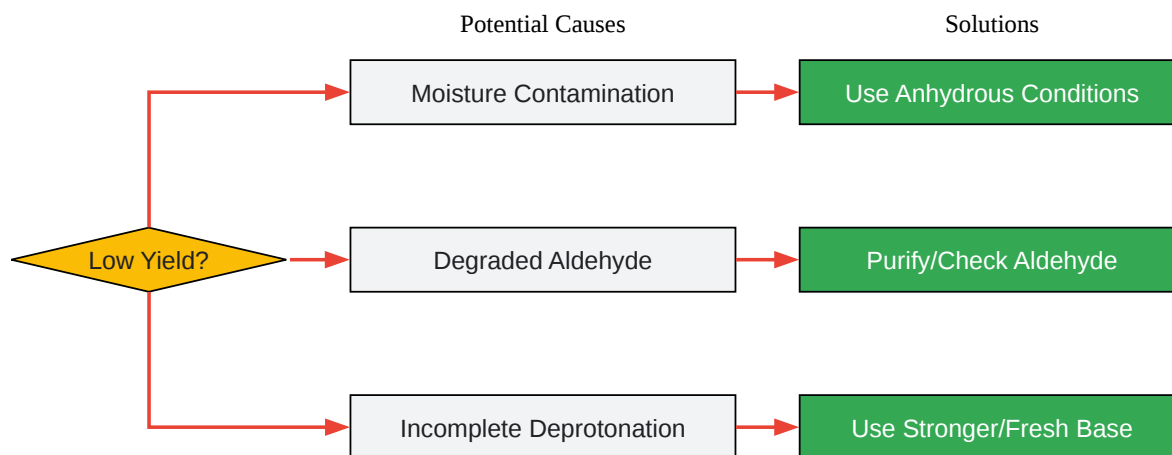 Potential Causes
Solutions
Moisture Contamination
Use Anhydrous Conditions
Low Yield?
Degraded Aldehyde
Purify/Check Aldehyde
Incomplete Deprotonation
Use Stronger/Fresh Base